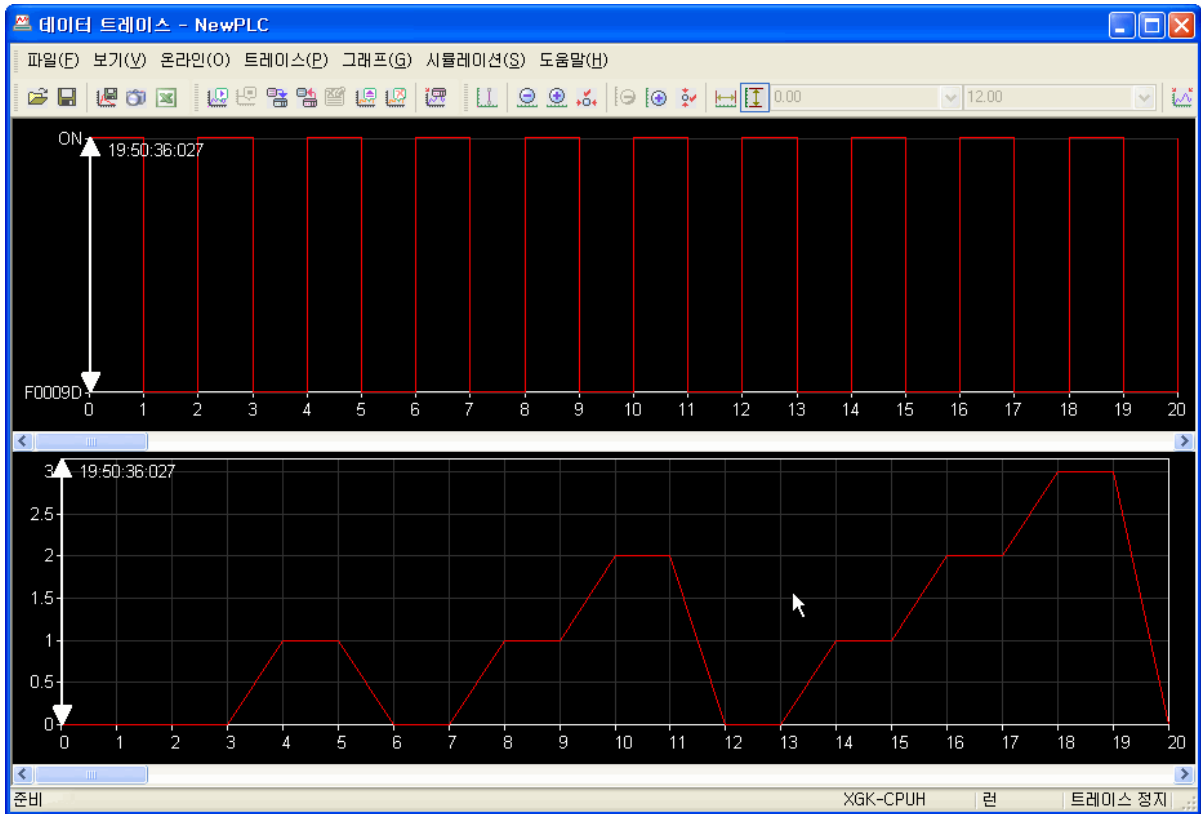 데이터 트레이스 - NewPLC
파일(F) 보기(V) 온라인(O) 트레이스(P) 그래프(G) 시뮬레이션(S) 도움말(H)
0.00 12.00
ON
19:50:36:027
F0009D
0 1 2 3 4 5 6 7 8 9 10 11 12 13 14 15 16 17 18 19 20
3 19:50:36:027
2.5
2
1.5
1
0.5
0
0 1 2 3 4 5 6 7 8 9 10 11 12 13 14 15 16 17 18 19 20
준비 XGK-CPUH 런 트레이스 정지